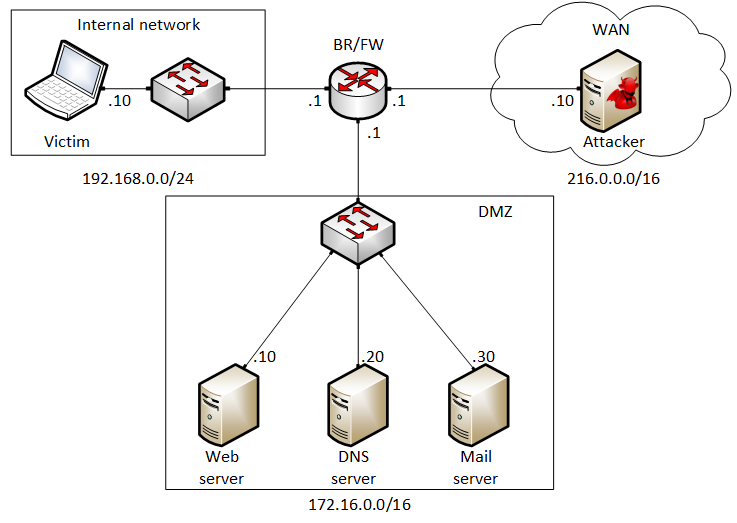 Internal network
BR/FW
WAN
.10
.1
.1
.10
.1
Victim
Attacker
192.168.0.0/24
216.0.0.0/16
DMZ
.10
.20
.30
Web
server
DNS
server
Mail
server
172.16.0.0/16